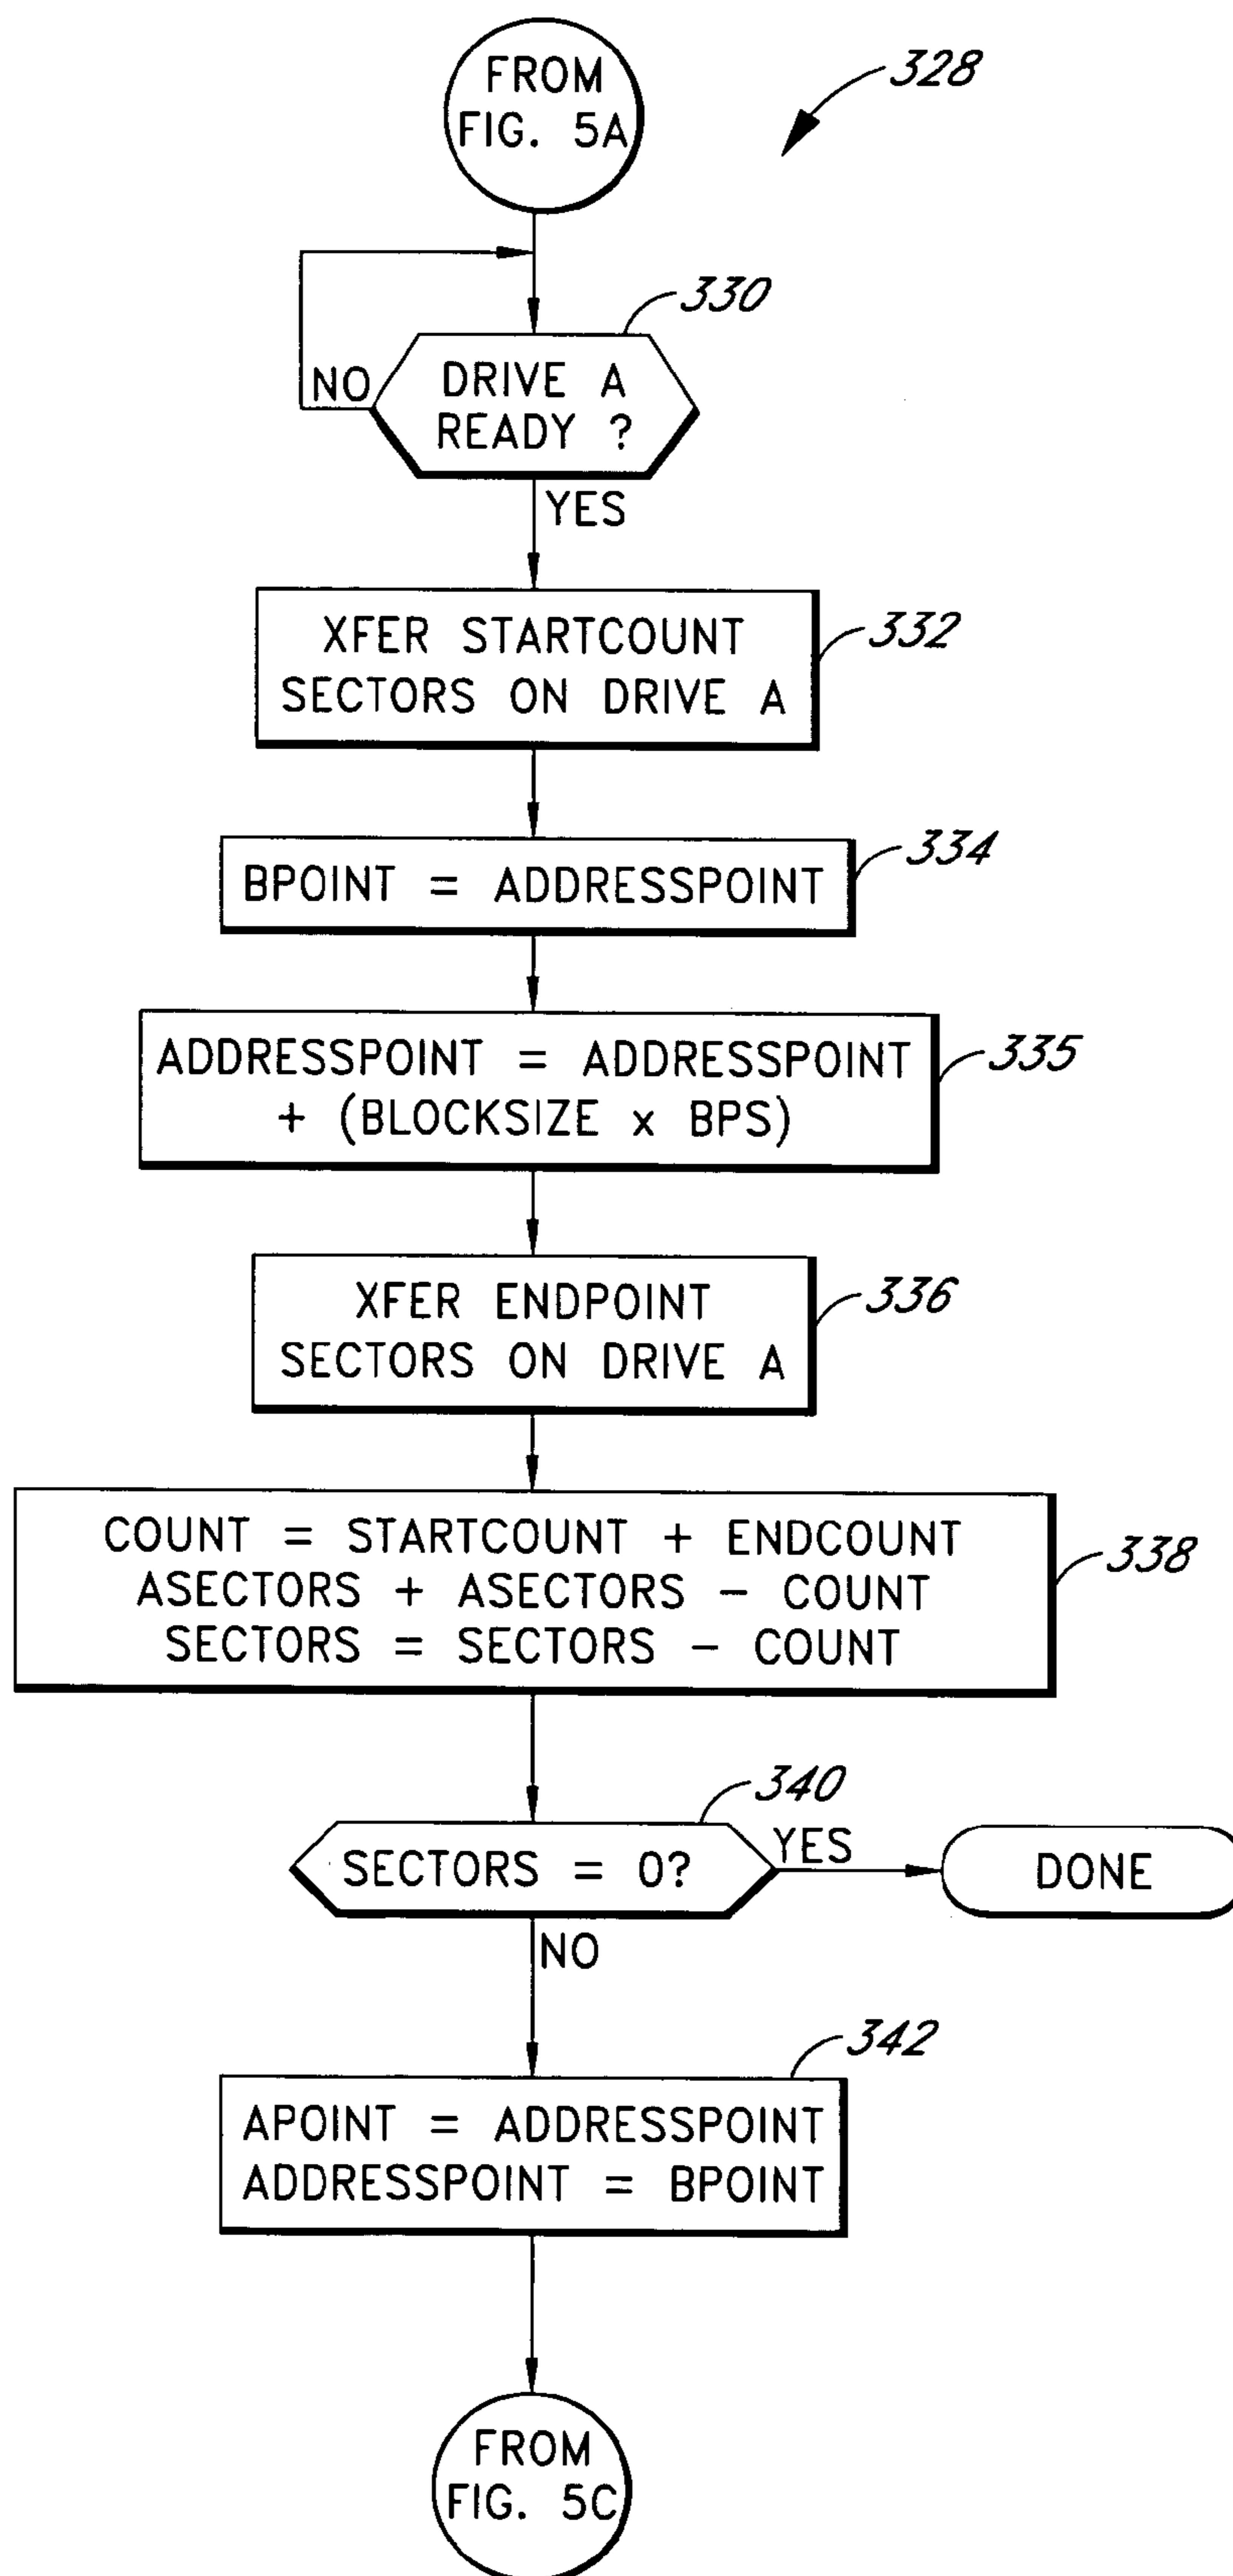 FROM
FIG. 5A
328
330
NO
DRIVE A
READY ?
YES
XFER STARTCOUNT
SECTORS ON DRIVE A
332
BPOINT = ADDRESSPOINT
334
ADDRESSPOINT = ADDRESSPOINT
+ (BLOCKSIZE x BPS)
335
XFER ENDPOINT
SECTORS ON DRIVE A
336
COUNT = STARTCOUNT + ENDCOUNT
ASECTORS + ASECTORS - COUNT
SECTORS = SECTORS - COUNT
338
340
SECTORS = 0?
YES
DONE
NO
342
APOINT = ADDRESSPOINT
ADDRESSPOINT = BPOINT
FROM
FIG. 5C